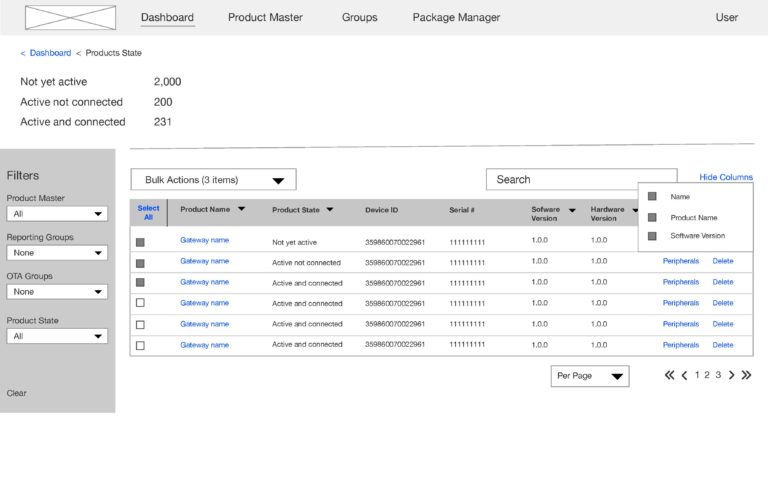 Dashboard Product Master Groups Package Manager User
< Dashboard < Products State
Not yet active 2,000
Active not connected 200
Active and connected 231
Filters
Product Master
All
Reporting Groups
None
OTA Groups
None
Product State
All
Clear
Bulk Actions (3 items) Search Hide Columns
Name
Product Name
Software Version
Select All Product Name Product State Device ID Serial # Sofware Version Hardware Version
Gateway name Not yet active 359860070022961 111111111 1.0.0 1.0.0
Gateway name Active not connected 359860070022961 111111111 1.0.0 1.0.0 Peripherals Delete
Gateway name Active and connected 359860070022961 111111111 1.0.0 1.0.0 Peripherals Delete
Gateway name Active and connected 359860070022961 111111111 1.0.0 1.0.0 Peripherals Delete
Gateway name Active and connected 359860070022961 111111111 1.0.0 1.0.0 Peripherals Delete
Gateway name Active and connected 359860070022961 111111111 1.0.0 1.0.0 Peripherals Delete
Per Page 1 2 3